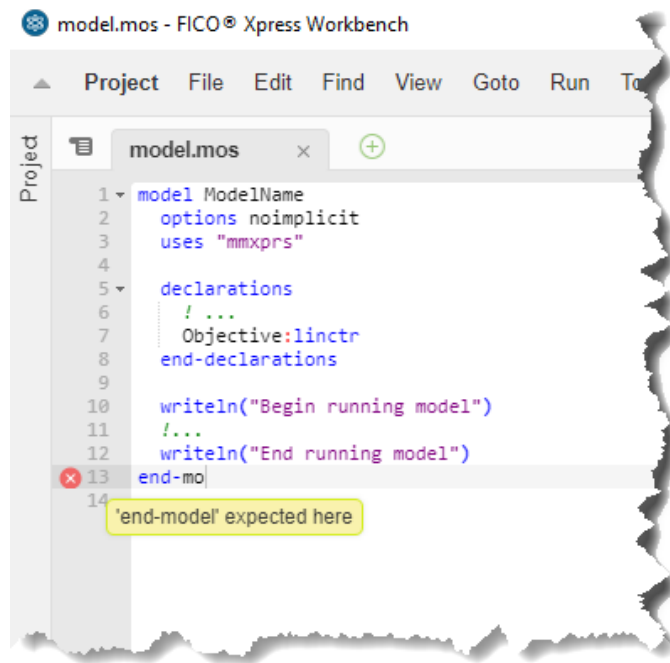 model.mos - FICO® Xpress Workbench
Project File Edit Find View Goto Run
Project
model.mos ×
1 model ModelName
2 options noimplicit
3 uses "mmxprs"
4
5 declarations
6 ! ...
7 Objective:linctr
8 end-declarations
9
10 writeln("Begin running model")
11 !...
12 writeln("End running model")
13 end-mo
14
'end-model' expected here